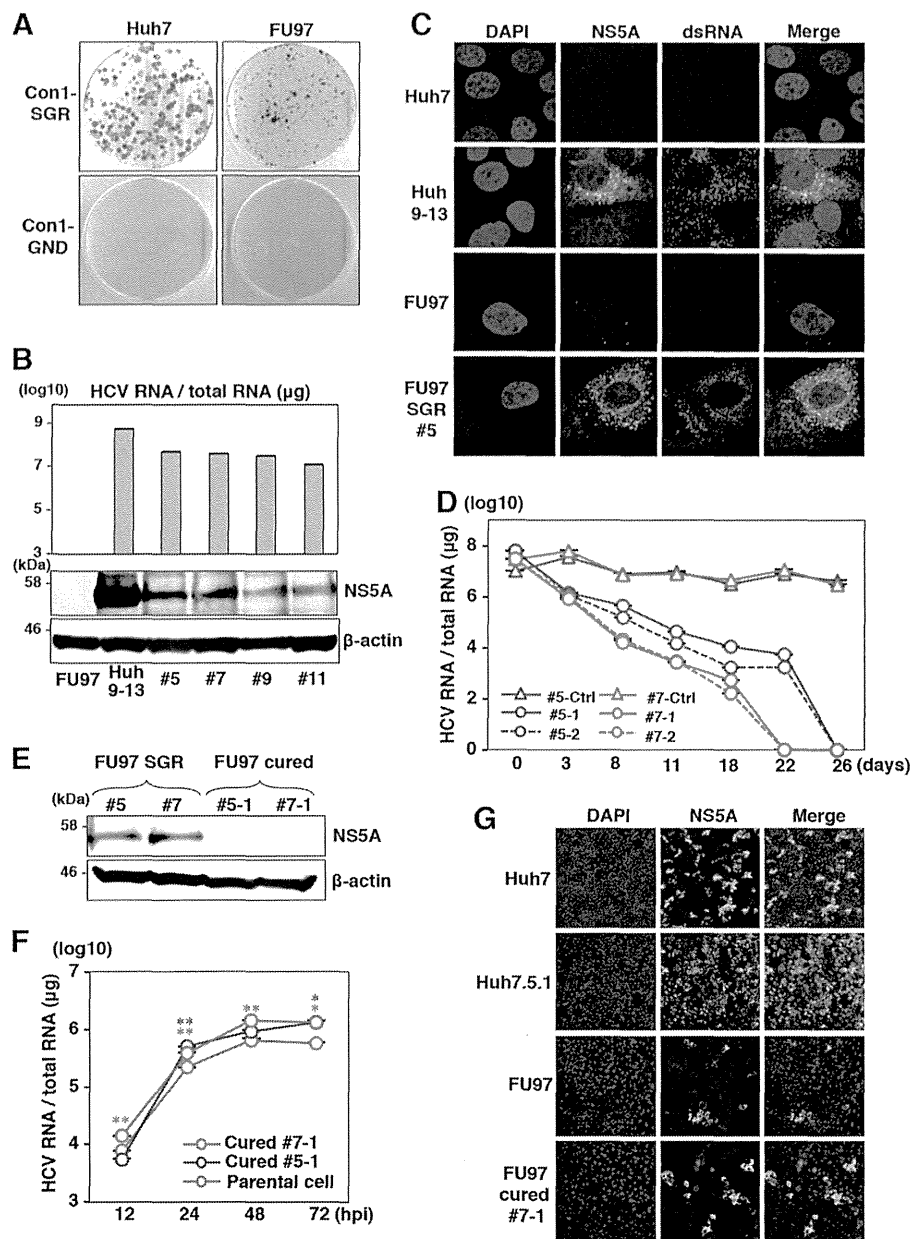 A
Huh7 FU97
Con1-
SGR
Con1-
GND
B
(log10) HCV RNA / total RNA (μg)
9
7
5
3
(kDa)
58
NS5A
46
β-actin
FU97 Huh 9-13 #5 #7 #9 #11
C
DAPI NS5A dsRNA Merge
Huh7
Huh
9-13
FU97
FU97
SGR
#5
D (log10)
HCV RNA / total RNA (μg)
8
6
4
2
0
#5-Ctrl #7-Ctrl
#5-1 #7-1
#5-2 #7-2
0 3 8 11 18 22 26 (days)
E
FU97 SGR FU97 cured
(kDa) #5 #7 #5-1 #7-1
58
NS5A
46
β-actin
F (log10)
HCV RNA / total RNA (μg)
7
6
5
4
3
** ** ** ** * *
Cured #7-1
Cured #5-1
Parental cell
12 24 48 72 (hpi)
G
DAPI NS5A Merge
Huh7
Huh7.5.1
FU97
FU97
cured
#7-1